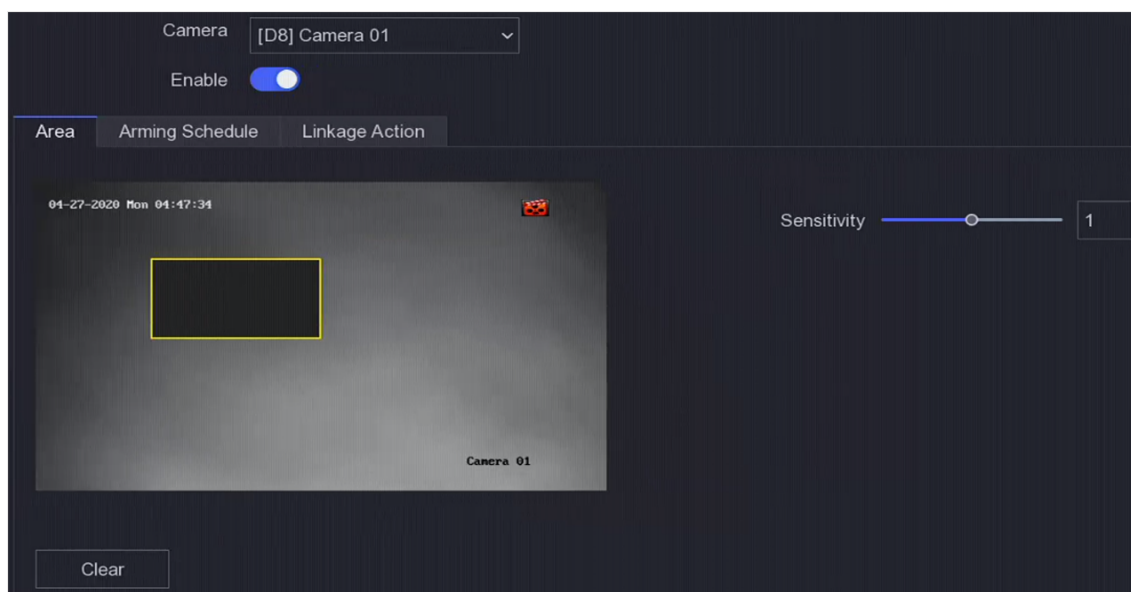 Camera [D8] Camera 01
Enable
Area Arming Schedule Linkage Action
04-27-2020 Mon 04:47:34
Sensitivity 1
Camera 01
Clear